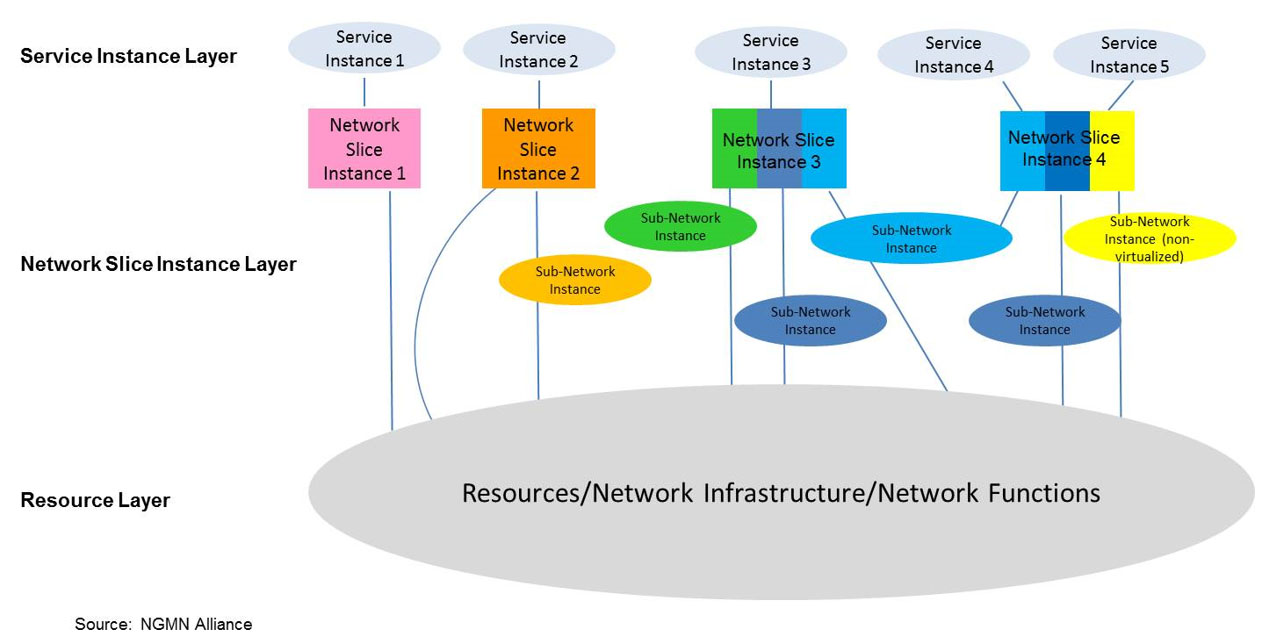 Service Instance Layer
Service
Instance 1
Service
Instance 2
Service
Instance 3
Service
Instance 4
Service
Instance 5
Network
Slice
Instance 1
Network
Slice
Instance 2
Network Slice
Instance 3
Network Slice
Instance 4
Network Slice Instance Layer
Sub-Network
Instance
Sub-Network
Instance
Sub-Network
Instance
Sub-Network
Instance (non-
virtualized)
Sub-Network
Instance
Sub-Network
Instance
Resource Layer
Resources/Network Infrastructure/Network Functions
Source: NGMN Alliance